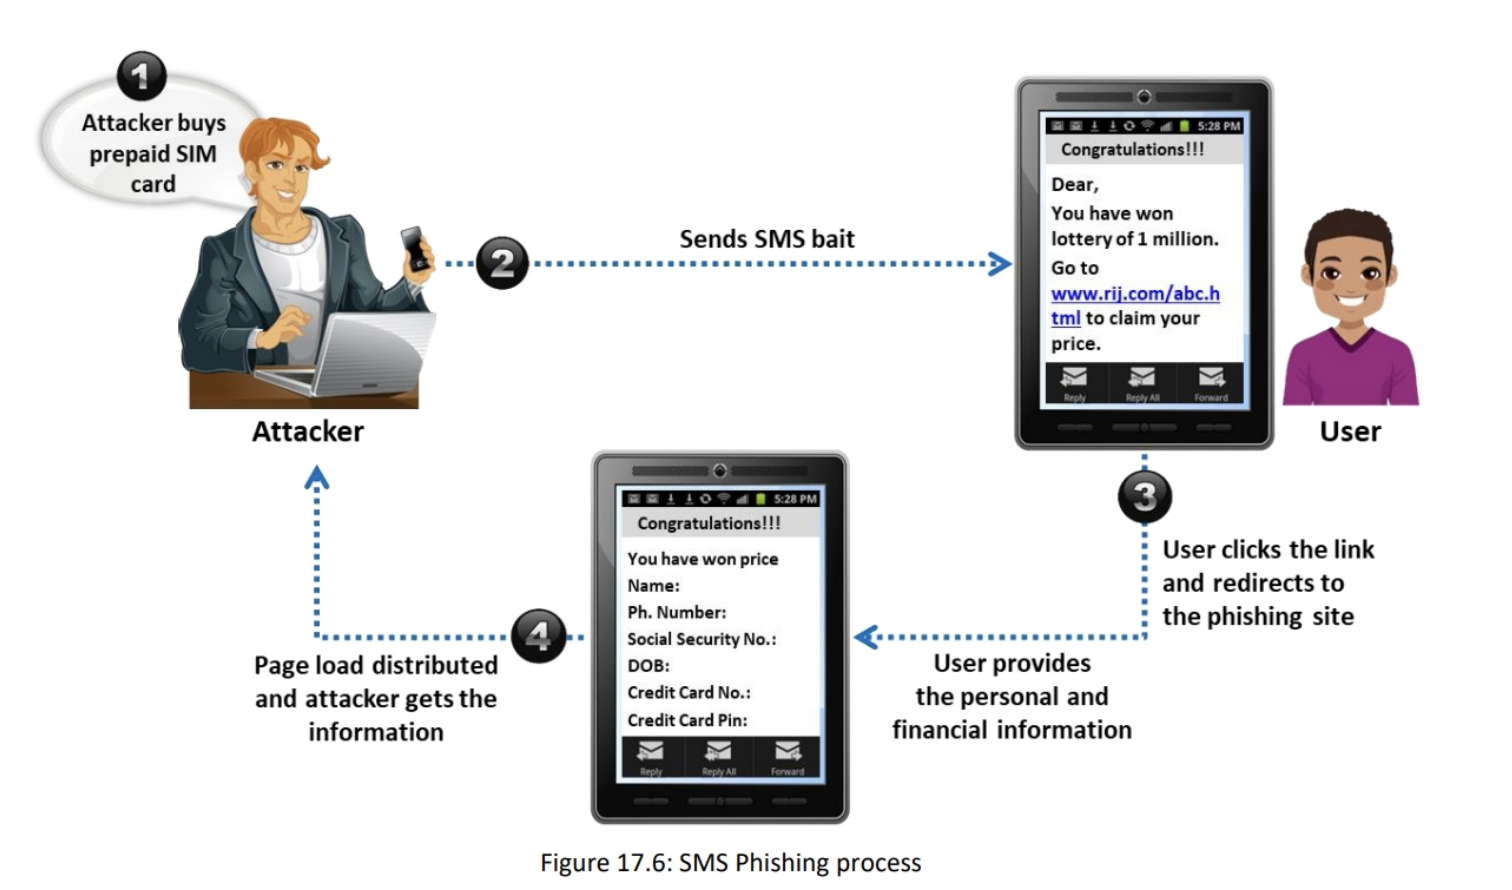 1
Attacker buys
prepaid SIM
card
Attacker
2
Sends SMS bait
5:28 PM
Congratulations!!!
Dear,
You have won
lottery of 1 million.
Go to
www.rij.com/abc.h
tml to claim your
price.
Reply Reply All Forward
User
3
User clicks the link
and redirects to
the phishing site
User provides
the personal and
financial information
5:28 PM
Congratulations!!!
You have won price
Name:
Ph. Number:
Social Security No.:
DOB:
Credit Card No.:
Credit Card Pin:
Reply Reply All Forward
4
Page load distributed
and attacker gets the
information
Figure 17.6: SMS Phishing process